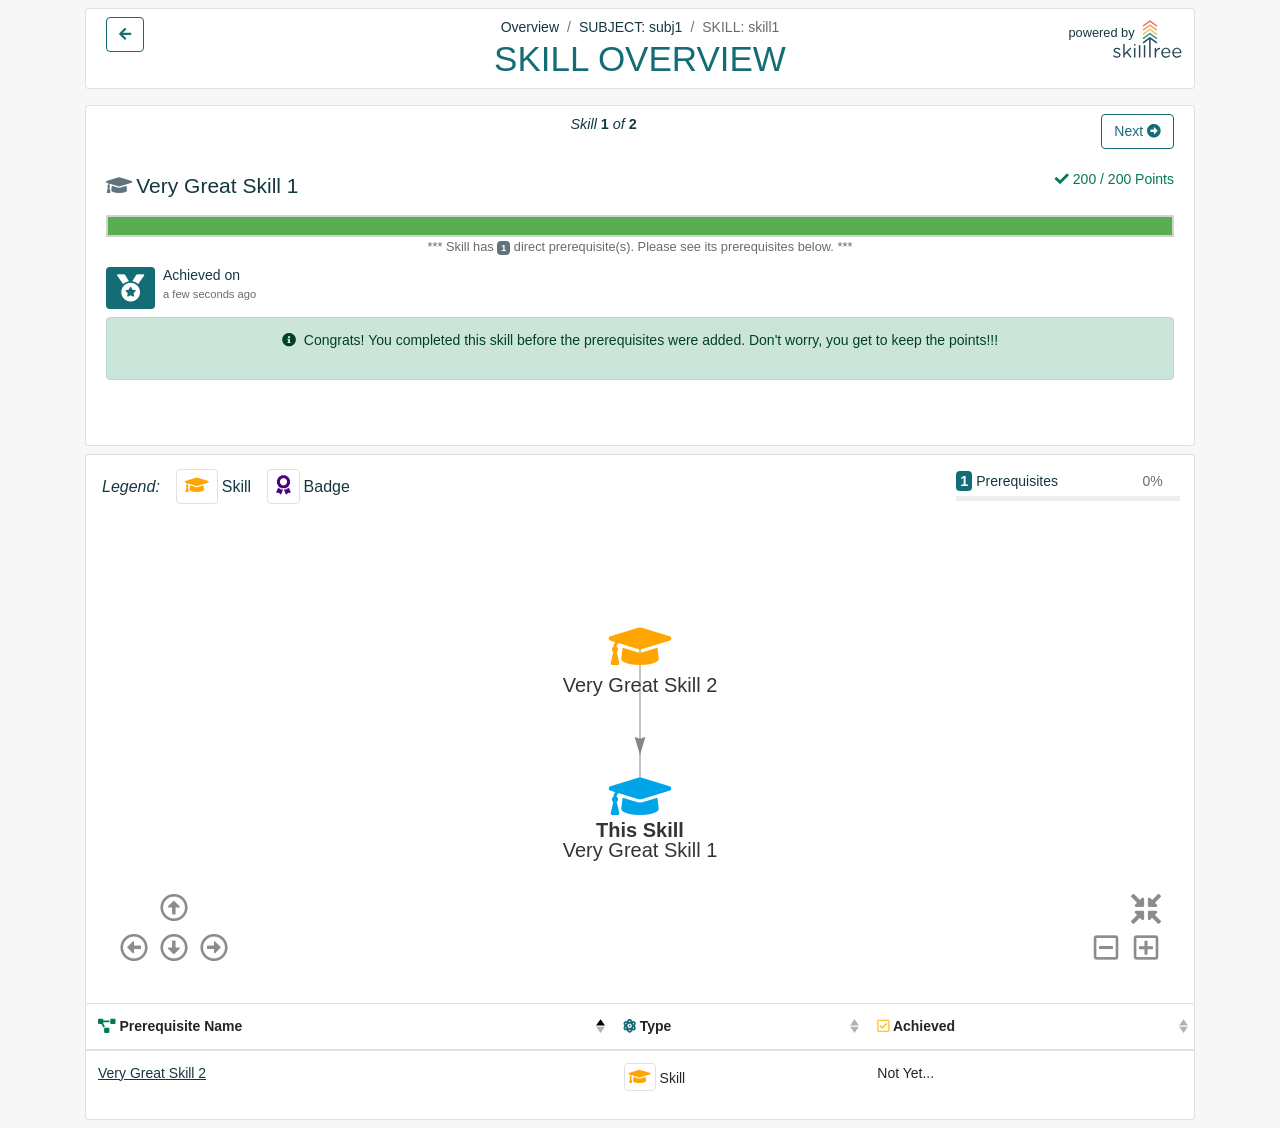 Overview / SUBJECT: subj1 / SKILL: skill1
SKILL OVERVIEW
powered by
skilltree
Skill 1 of 2
Next
Very Great Skill 1
200 / 200 Points
*** Skill has 1 direct prerequisite(s). Please see its prerequisites below. ***
Achieved on
a few seconds ago
Congrats! You completed this skill before the prerequisites were added. Don't worry, you get to keep the points!!!
Legend: Skill Badge
1 Prerequisites 0%
Very Great Skill 2
This Skill
Very Great Skill 1
Prerequisite Name Type Achieved
Very Great Skill 2 Skill Not Yet...